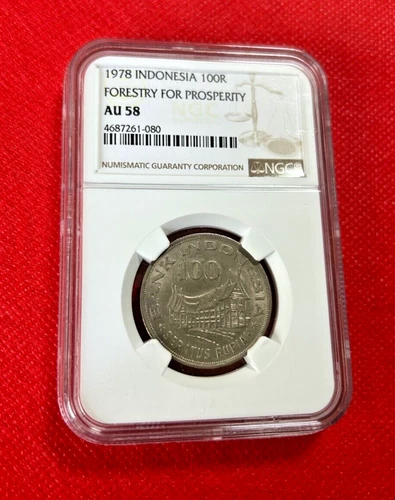 1978 INDONESIA 100R
FORESTRY FOR PROSPERITY
AU 58
4687261-080
NUMISMATIC GUARANTY CORPORATION
NGC
BANK INDONESIA
100
SERATUS RUPIAH